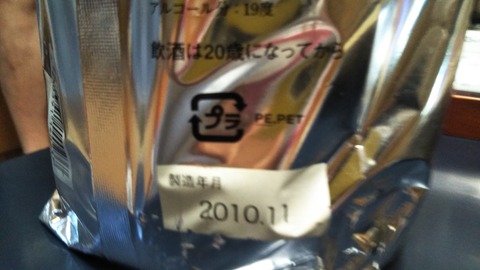 アルコール分:19度
飲酒は20歳になってから
プラ PE.PET
製造年月
2010.11